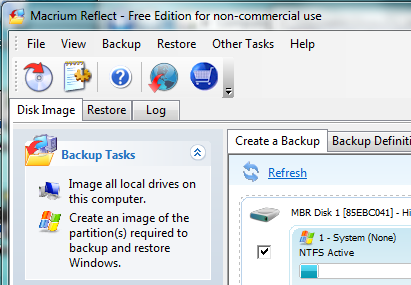 Macrium Reflect - Free Edition for non-commercial use
File View Backup Restore Other Tasks Help
Disk Image Restore Log
Backup Tasks
Image all local drives on
this computer.
Create an image of the
partition(s) required to
backup and restore
Windows.
Create a Backup Backup Definiti
Refresh
MBR Disk 1 [85EBC041] - Hi
1 - System (None)
NTFS Active